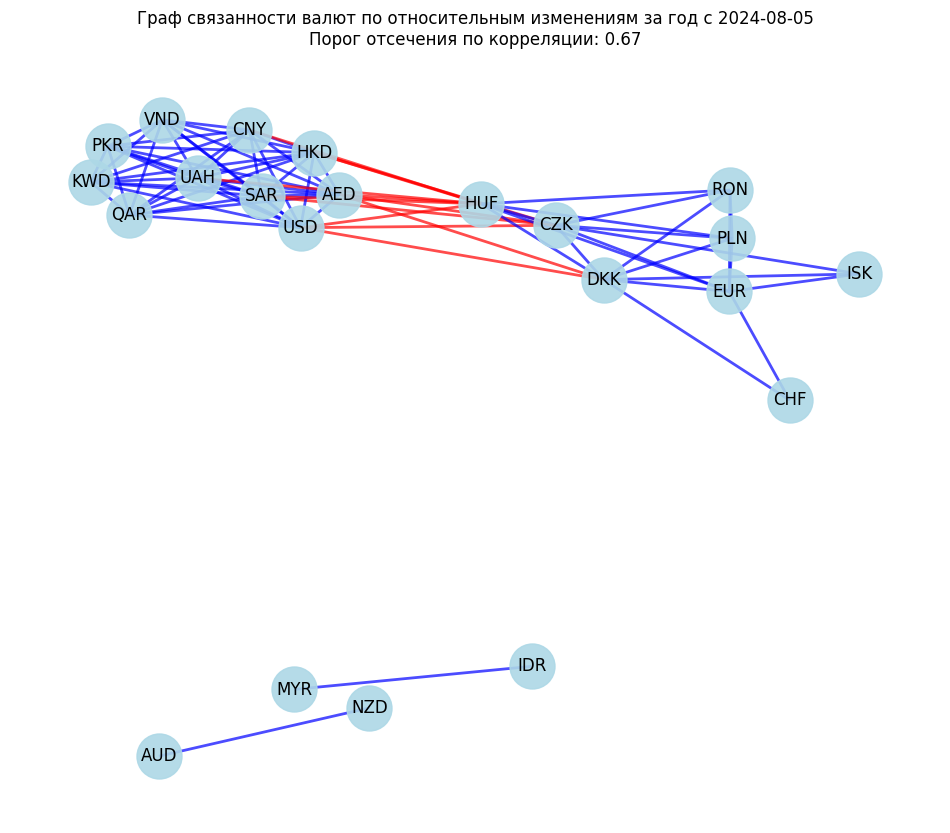 Граф связанности валют по относительным изменениям за год с 2024-08-05
Порог отсечения по корреляции: 0.67
VND
CNY
PKR
HKD
KWD
UAH
SAR
AED
QAR
USD
HUF
CZK
RON
PLN
DKK
EUR
ISK
CHF
IDR
MYR
NZD
AUD